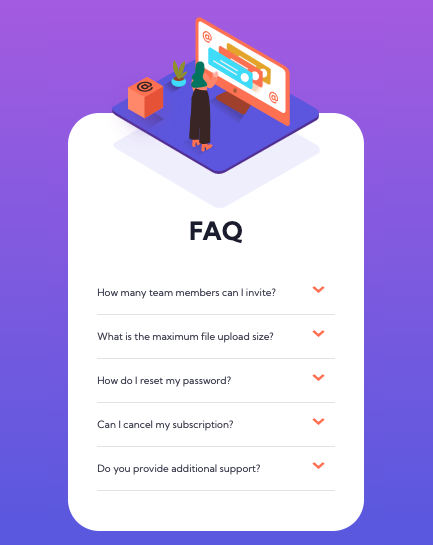 FAQ
How many team members can I invite?
What is the maximum file upload size?
How do I reset my password?
Can I cancel my subscription?
Do you provide additional support?